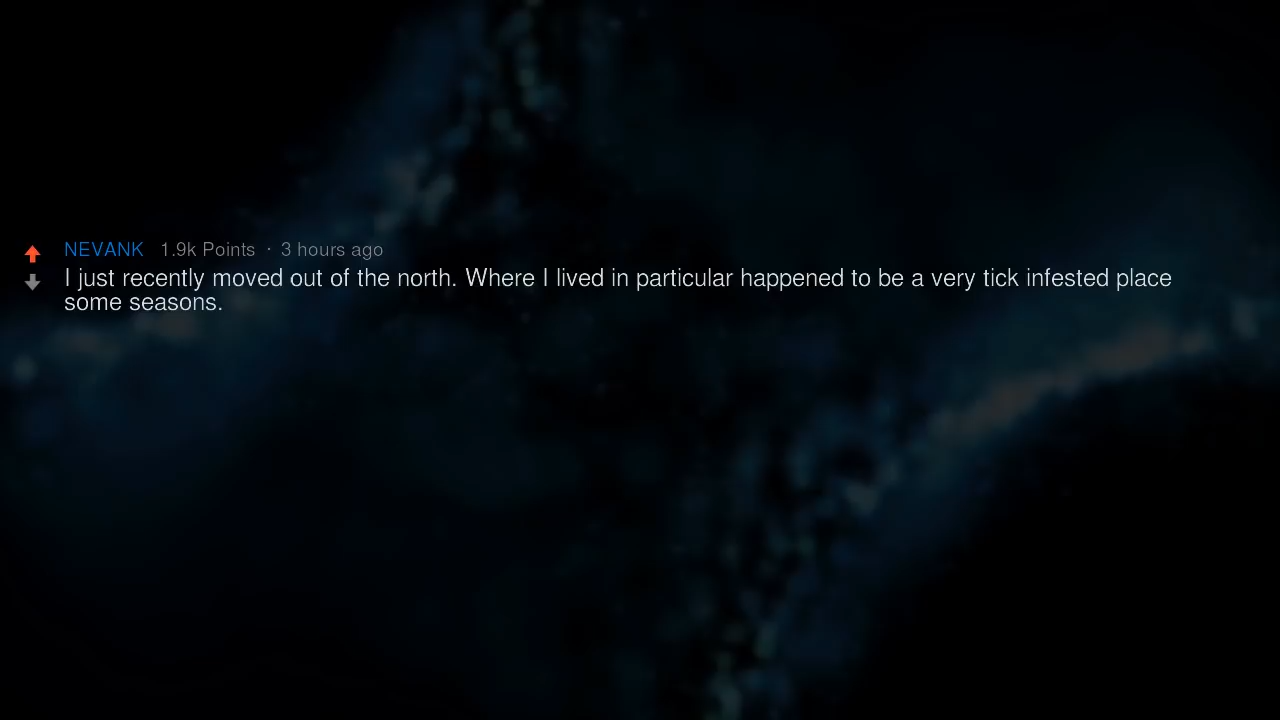 NEVANK 1.9k Points · 3 hours ago
I just recently moved out of the north. Where I lived in particular happened to be a very tick infested place
some seasons.